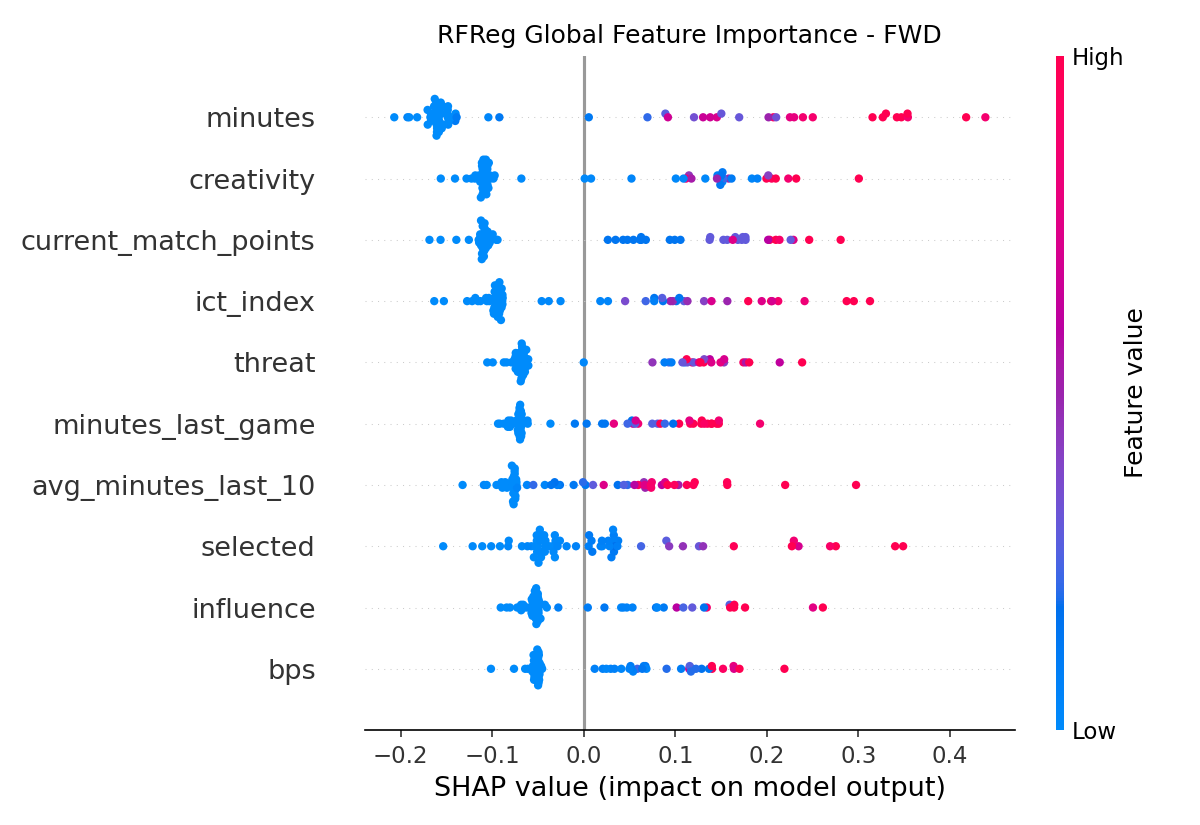 RFReg Global Feature Importance - FWD
High
minutes
creativity
current_match_points
ict_index
threat
minutes_last_game
avg_minutes_last_10
selected
influence
bps
Feature value
Low
−0.2 −0.1 0.0 0.1 0.2 0.3 0.4
SHAP value (impact on model output)